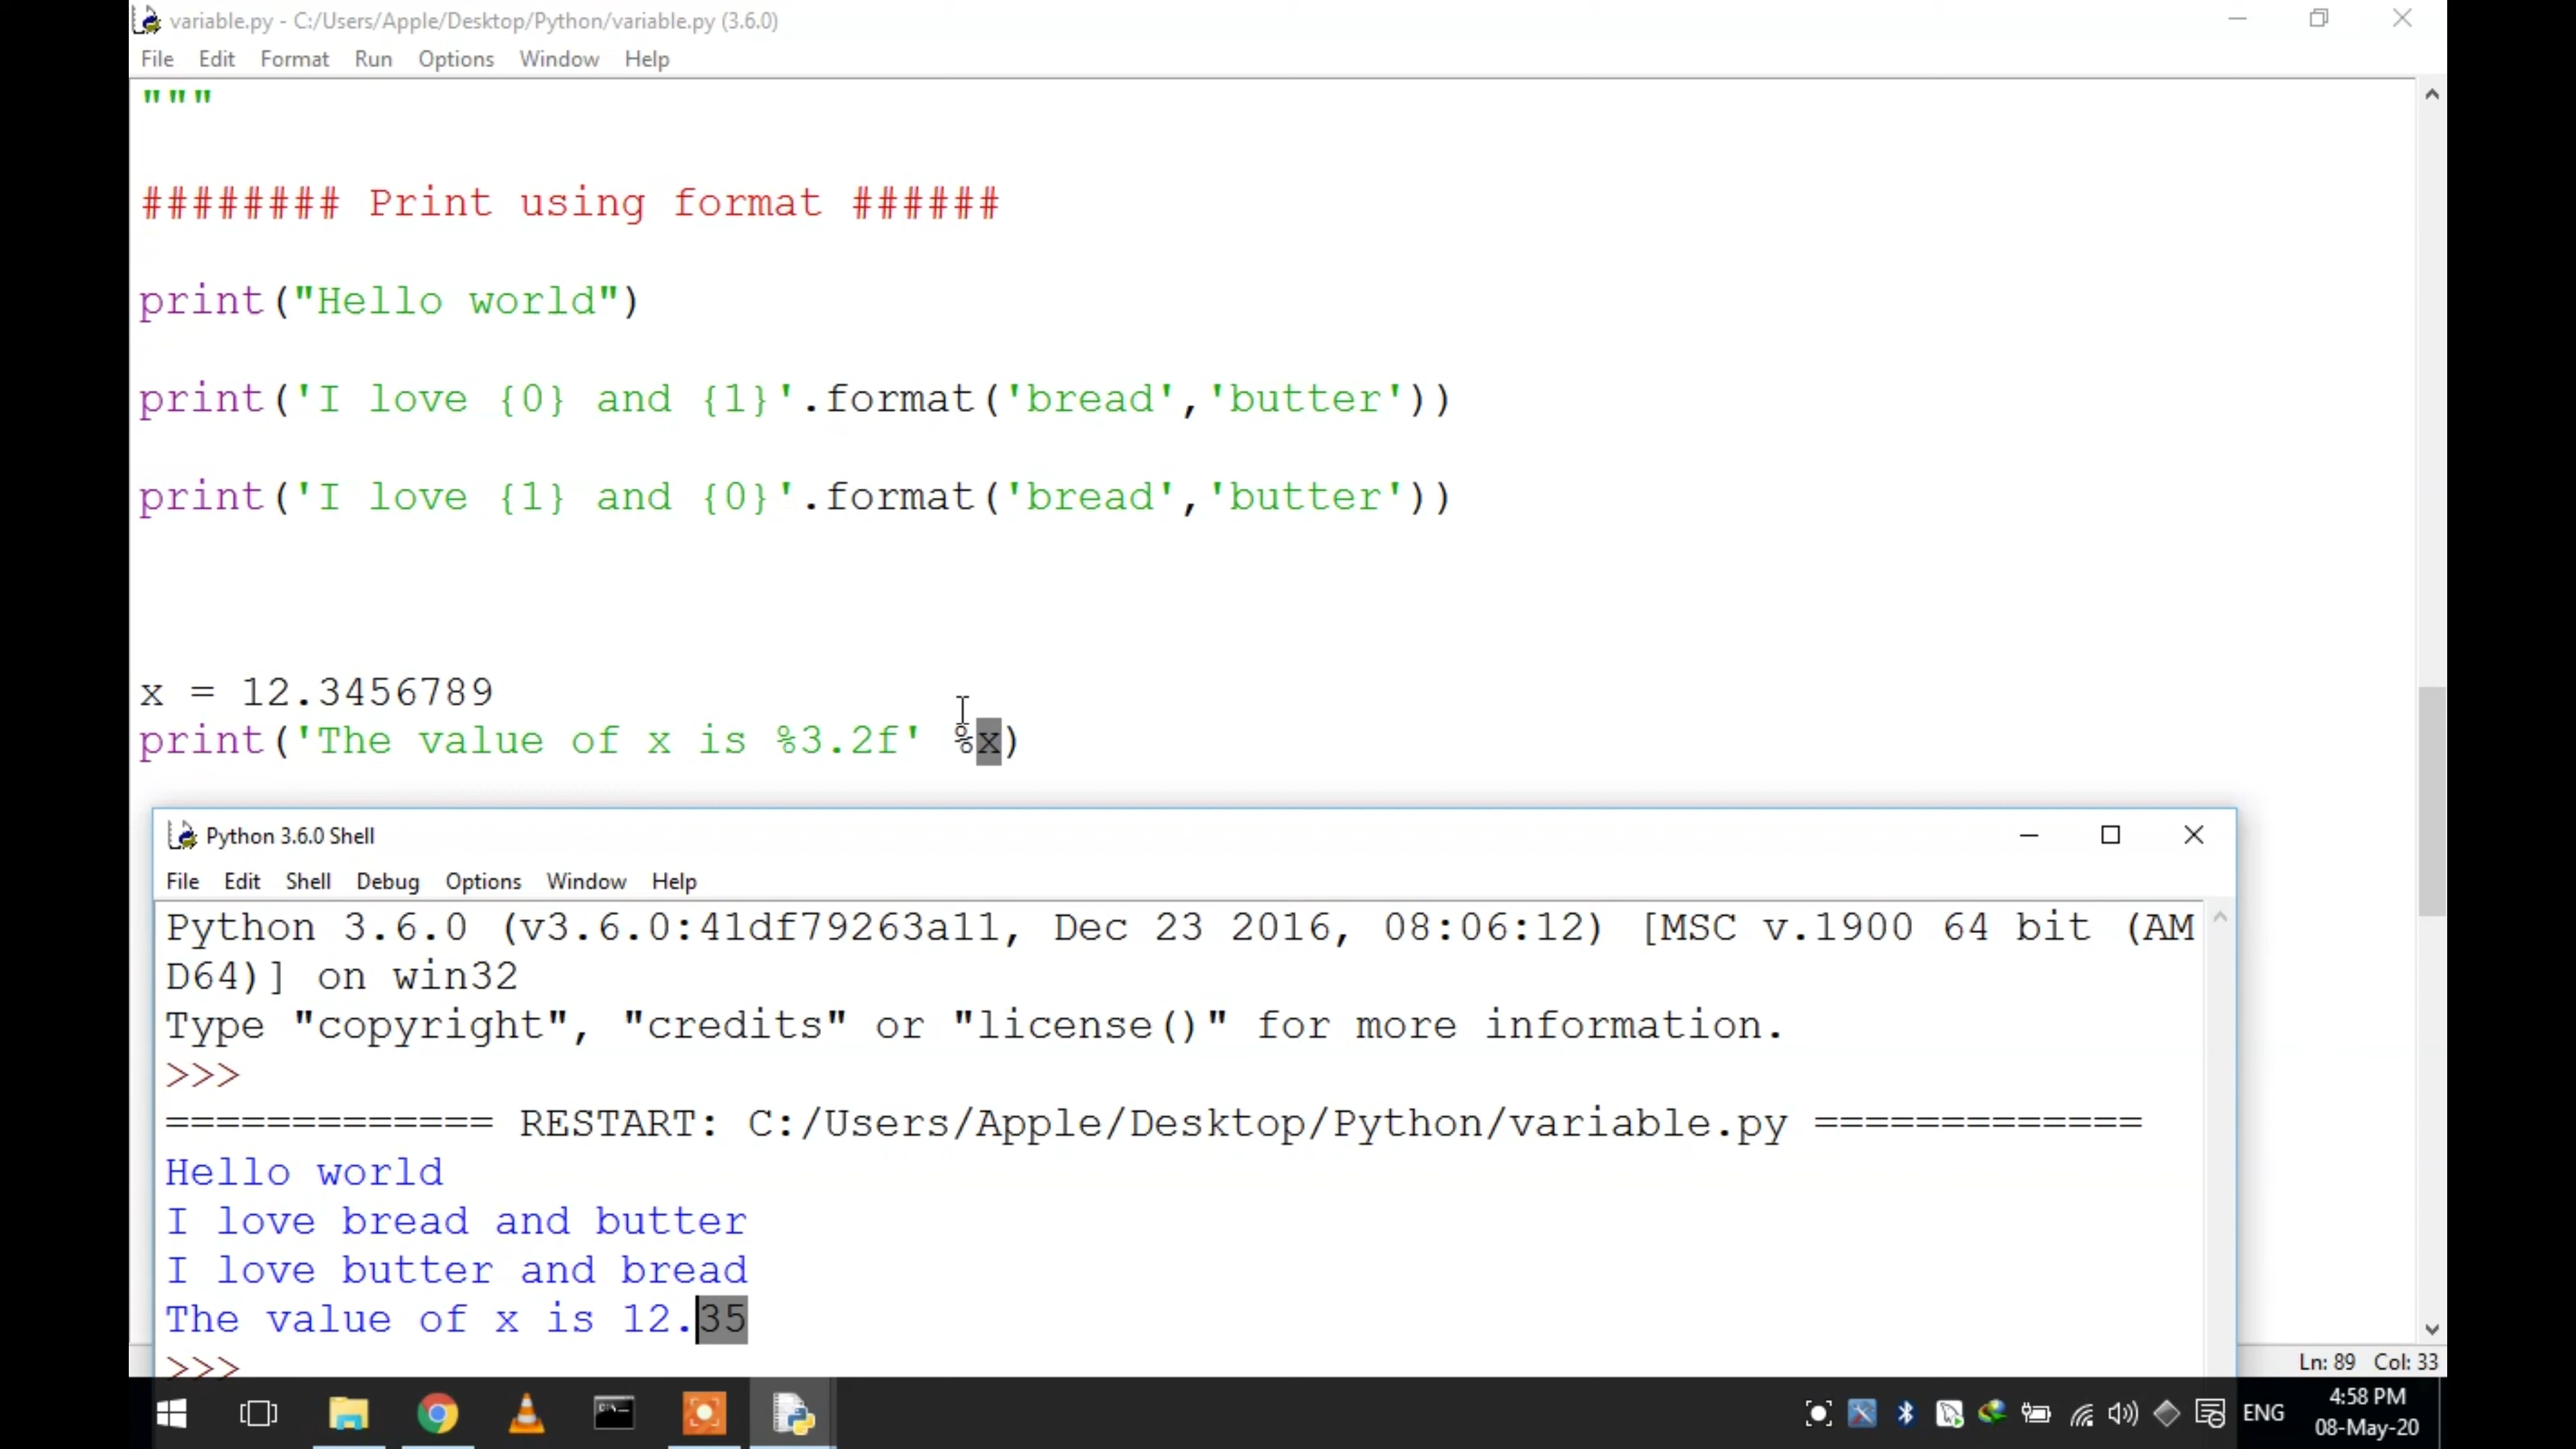 variable.py - C:/Users/Apple/Desktop/Python/variable.py (3.6.0)
File Edit Format Run Options Window Help
"""
######## Print using format ######
print("Hello world")
print('I love {0} and {1}'.format('bread','butter'))
print('I love {1} and {0}'.format('bread','butter'))
x = 12.3456789
print('The value of x is %3.2f' %x)
Python 3.6.0 Shell
File Edit Shell Debug Options Window Help
Python 3.6.0 (v3.6.0:41df79263a11, Dec 23 2016, 08:06:12) [MSC v.1900 64 bit (AM
D64)] on win32
Type "copyright", "credits" or "license()" for more information.
>>>
============= RESTART: C:/Users/Apple/Desktop/Python/variable.py =============
Hello world
I love bread and butter
I love butter and bread
The value of x is 12.35
>>>
Ln: 89 Col: 33
ENG
4:58 PM
08-May-20